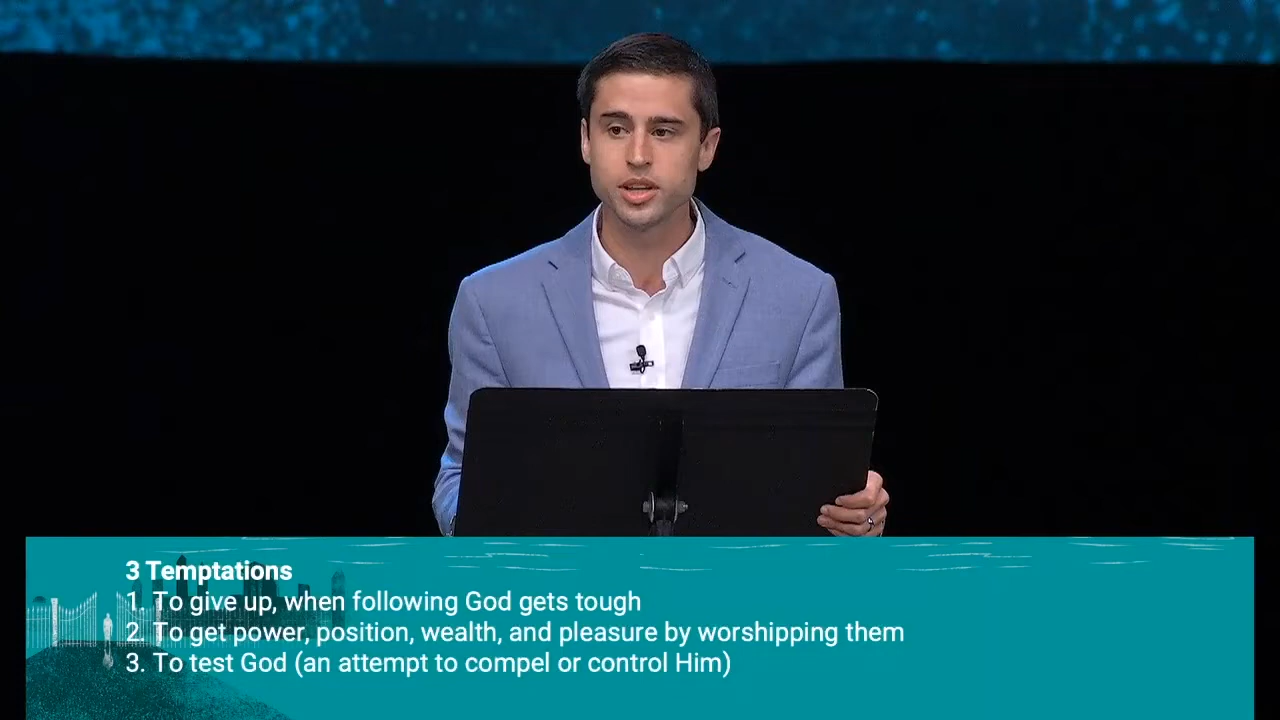 3 Temptations
1. To give up, when following God gets tough
2. To get power, position, wealth, and pleasure by worshipping them
3. To test God (an attempt to compel or control Him)